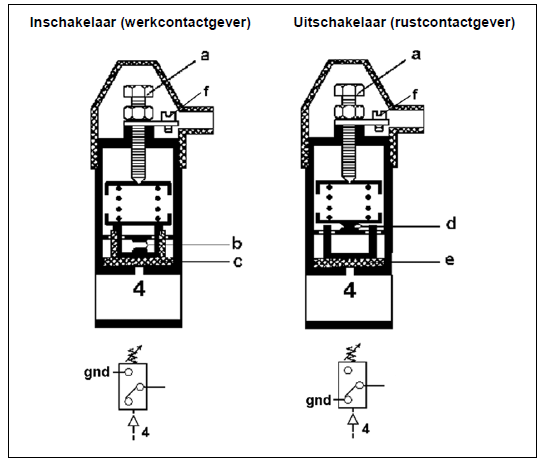 Inschakelaar (werkcontactgever)
Uitschakelaar (rustcontactgever)
a
f
b
c
4
a
f
d
e
4
gnd
4
gnd
4